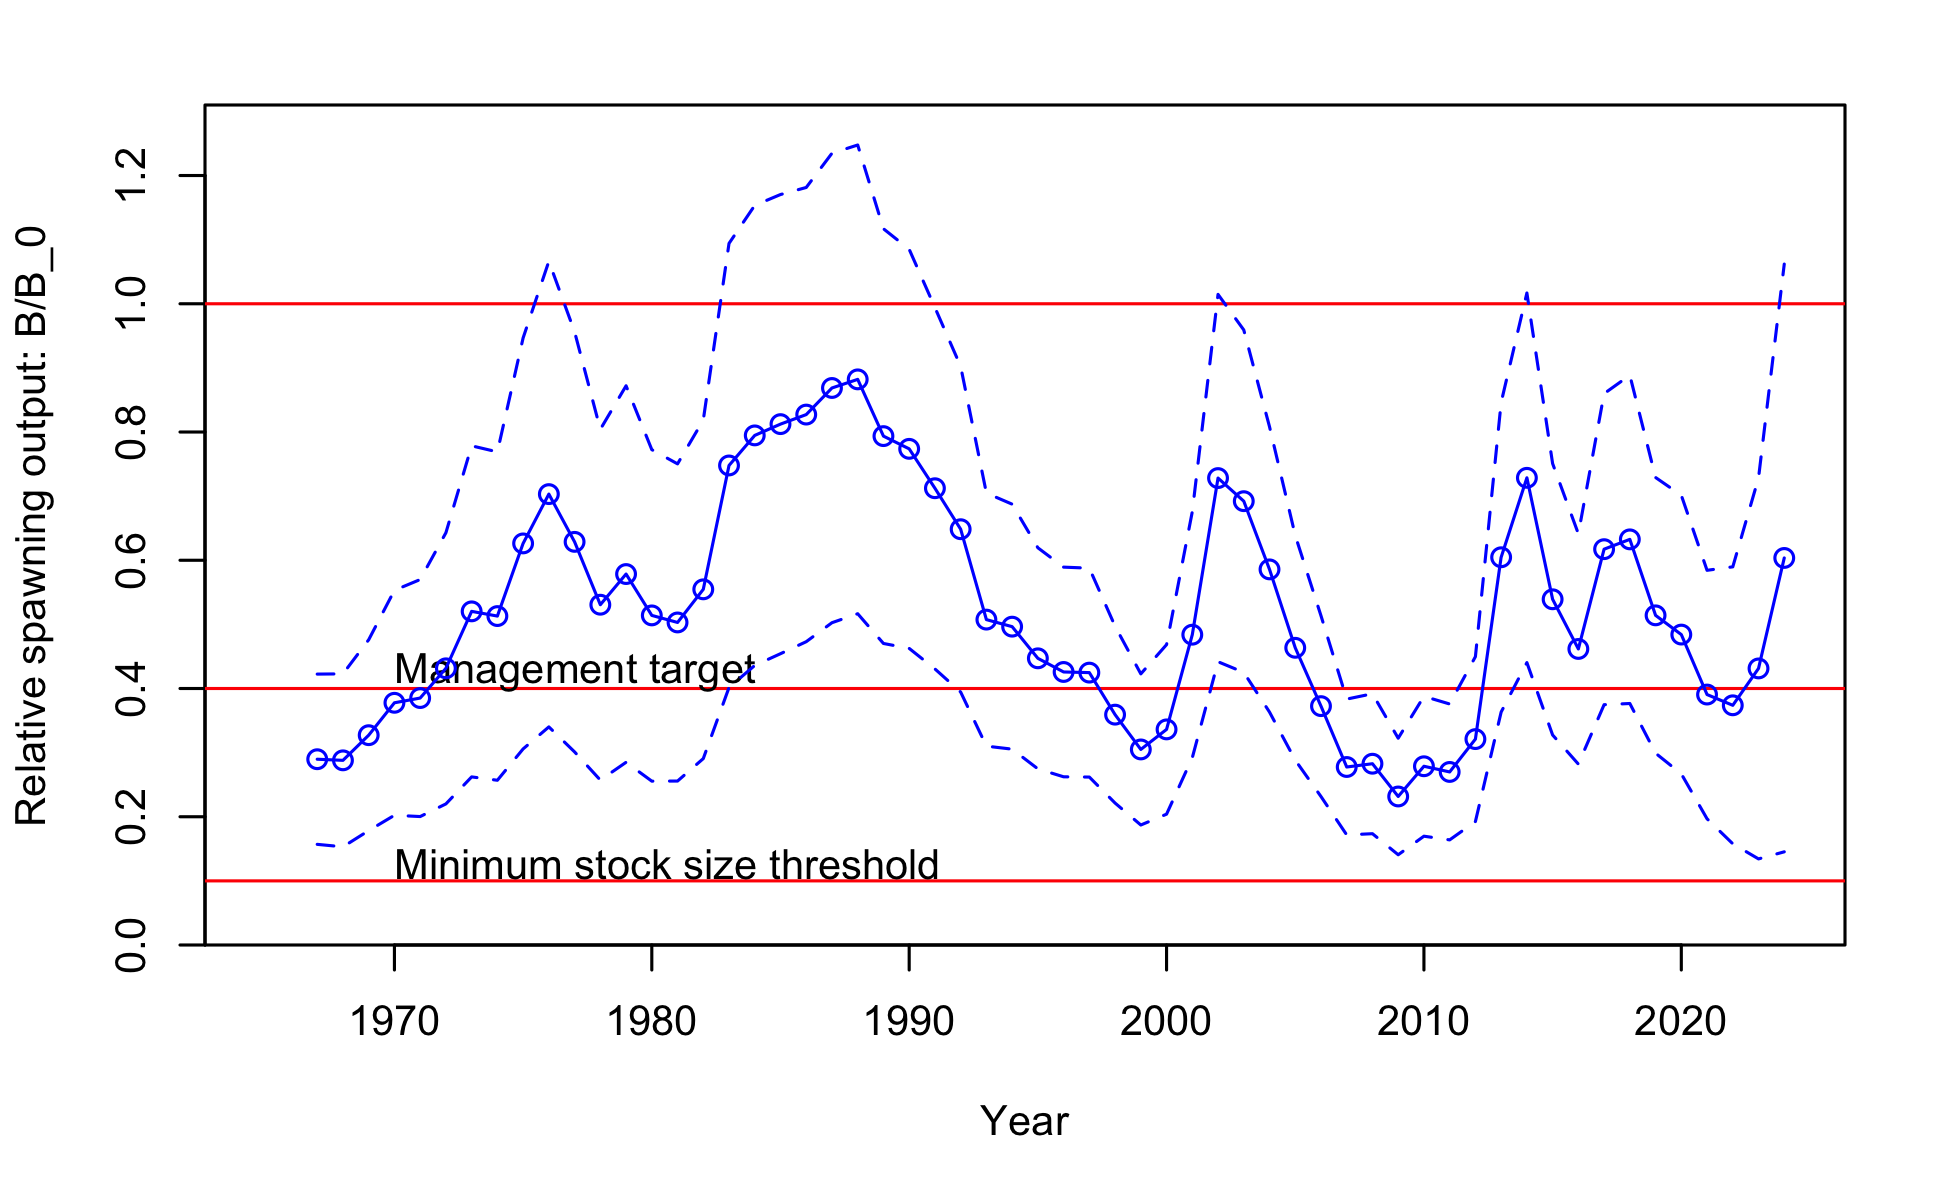 Relative spawning output: B/B_0
1.2
1.0
0.8
0.6
0.4
0.2
0.0
Management target
Minimum stock size threshold
1970 1980 1990 2000 2010 2020
Year